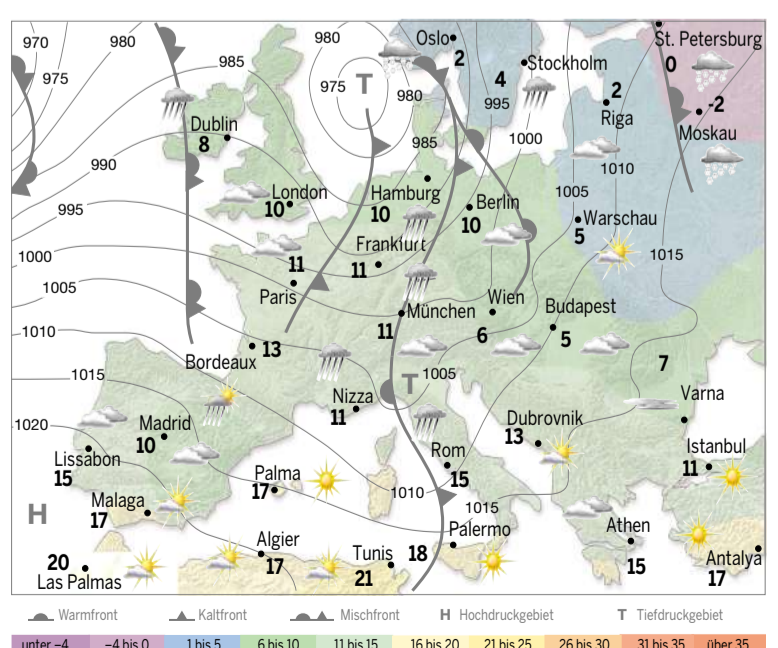 970
980
980
Oslo
2
St. Petersburg
0
975
985
975
T
980
4
Stockholm
995
2
Riga
-2
Moskau
Dublin
8
985
1000
990
1010
London
10
Hamburg
10
Berlin
10
1005
995
Warschau
5
Frankfurt
11
11
1000
Paris
1015
1005
München
11
Wien
6
Budapest
5
1010
13
Bordeaux
7
1015
Nizza
11
T
1005
Varna
1020
Madrid
10
Dubrovnik
13
Lissabon
15
Rom
15
Istanbul
11
Palma
17
1010
1015
Malaga
17
H
Palermo
18
Athen
15
Algier
17
Tunis
21
Antalya
17
20
Las Palmas
Warmfront Kaltfront Mischfront H Hochdruckgebiet T Tiefdruckgebiet
unter –4 –4 bis 0 1 bis 5 6 bis 10 11 bis 15 16 bis 20 21 bis 25 26 bis 30 31 bis 35 über 35